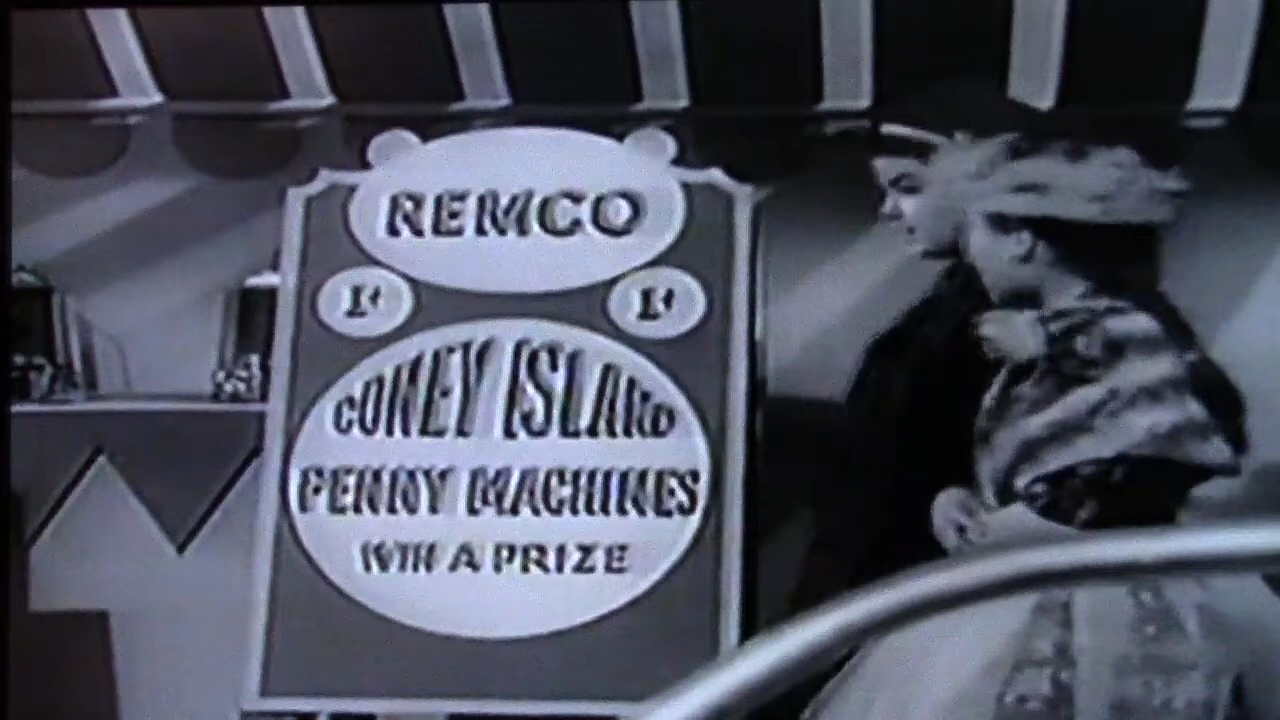 REMCO
1¢ 1¢
CONEY ISLAND
PENNY MACHINES
WIN A PRIZE